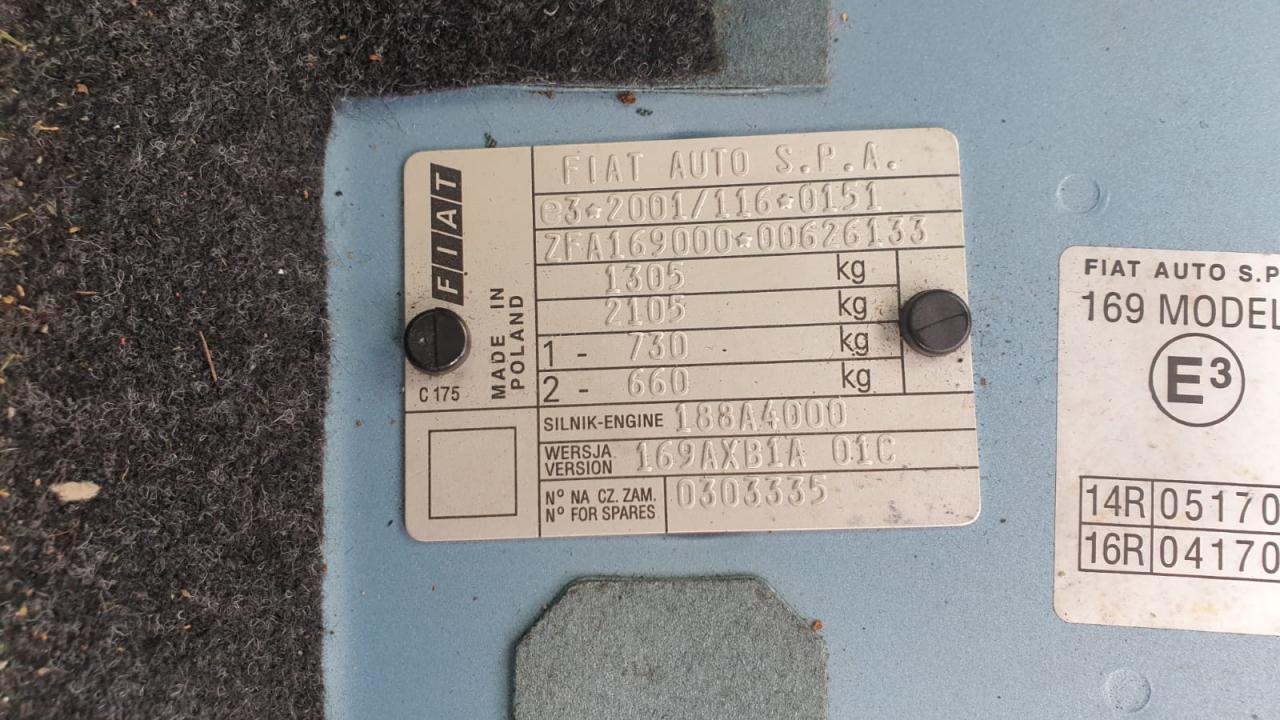 FIAT
MADE IN
POLAND
C 175
FIAT AUTO S.P.A.
e3*2001/116*0151
ZFA169000*00626133
1305 kg
2105 kg
1 - 730 kg
2 - 660 kg
SILNIK-ENGINE 188A4000
WERSJA
VERSION 169AXB1A 01C
Nº NA CZ. ZAM.
Nº FOR SPARES 0303335
FIAT AUTO S.P
169 MODEL
E3
14R 05170
16R 04170